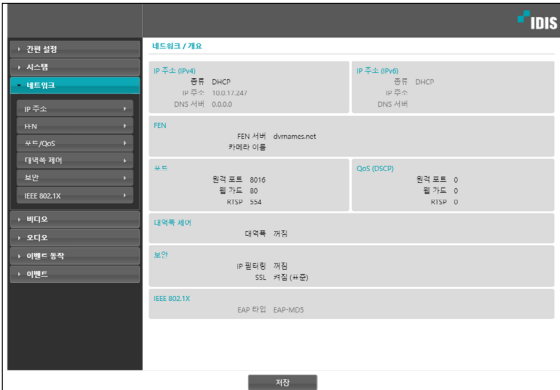 IDIS
간편 설정
시스템
네트워크
IP 주소
FEN
포트/QoS
대역폭 제어
보안
IEEE 802.1X
비디오
오디오
이벤트 동작
이벤트
네트워크 / 개요
IP 주소 (IPv4)
종류 DHCP
IP 주소 10.0.17.247
DNS 서버 0.0.0.0
IP 주소 (IPv6)
종류 DHCP
IP 주소
DNS 서버
FEN
FEN 서버 dvrnames.net
카메라 이름
포트
원격 포트 8016
웹 가드 80
RTSP 554
QoS (DSCP)
원격 포트 0
웹 가드 0
RTSP 0
대역폭 제어
대역폭 꺼짐
보안
IP 필터링 꺼짐
SSL 켜짐 (표준)
IEEE 802.1X
EAP 타입 EAP-MD5
저장